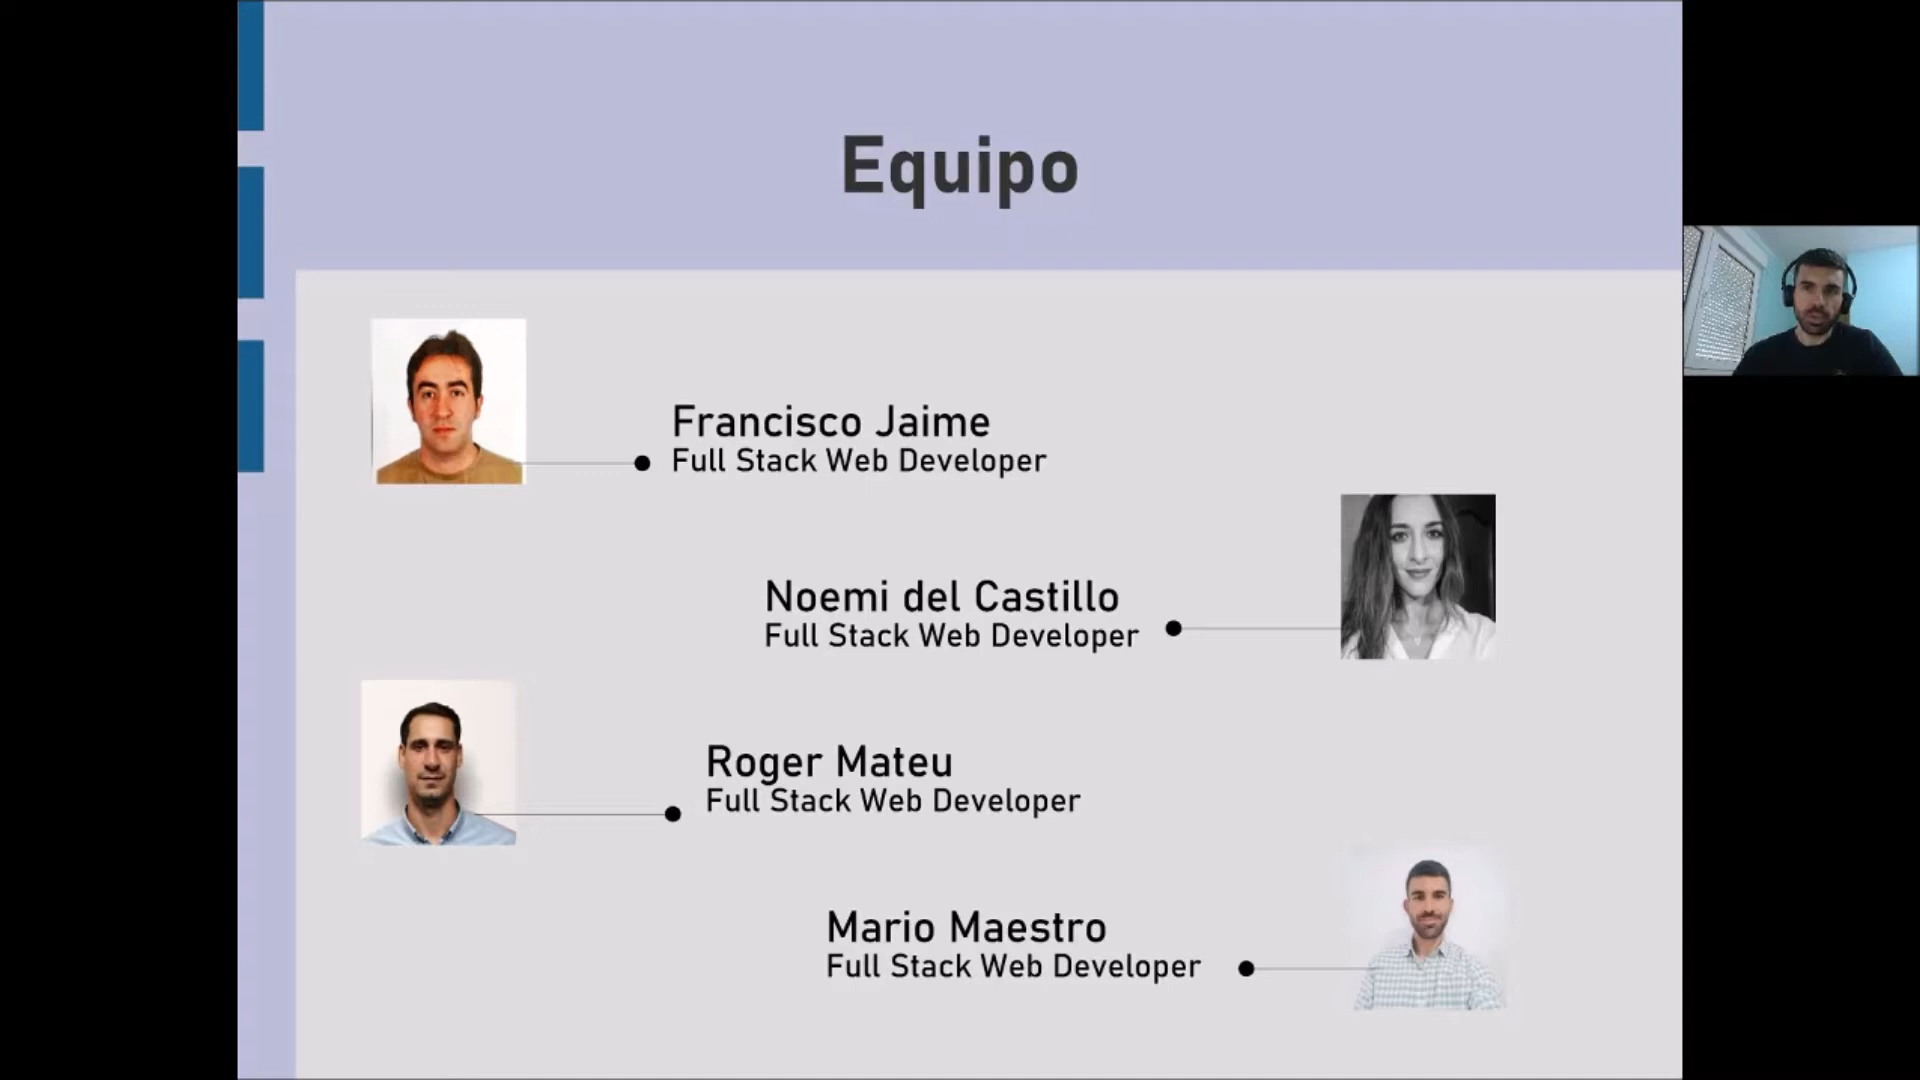 Equipo
Francisco Jaime
Full Stack Web Developer
Noemi del Castillo
Full Stack Web Developer
Roger Mateu
Full Stack Web Developer
Mario Maestro
Full Stack Web Developer